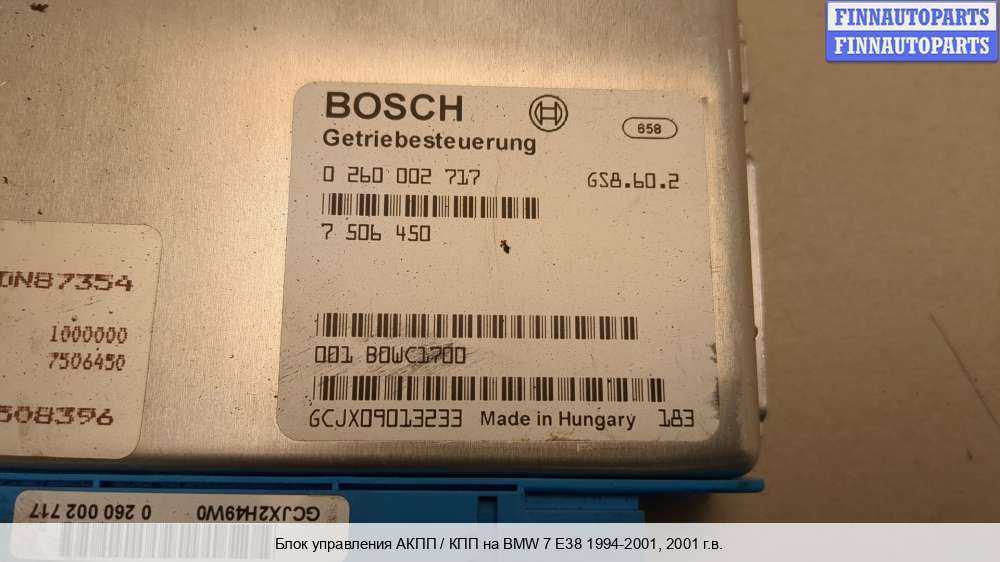 FINNAUTOPARTS
FINNAUTOPARTS
BOSCH
658
Getriebesteuerung
0 260 002 717
GS8.60.2
7 506 450
001 B0WC1700
GCJX09013233 Made in Hungary 183
0N87354
1000000
7506450
508396
GCJX2H49W0 0 260 002 717
Блок управления АКПП / КПП на BMW 7 E38 1994-2001, 2001 г.в.